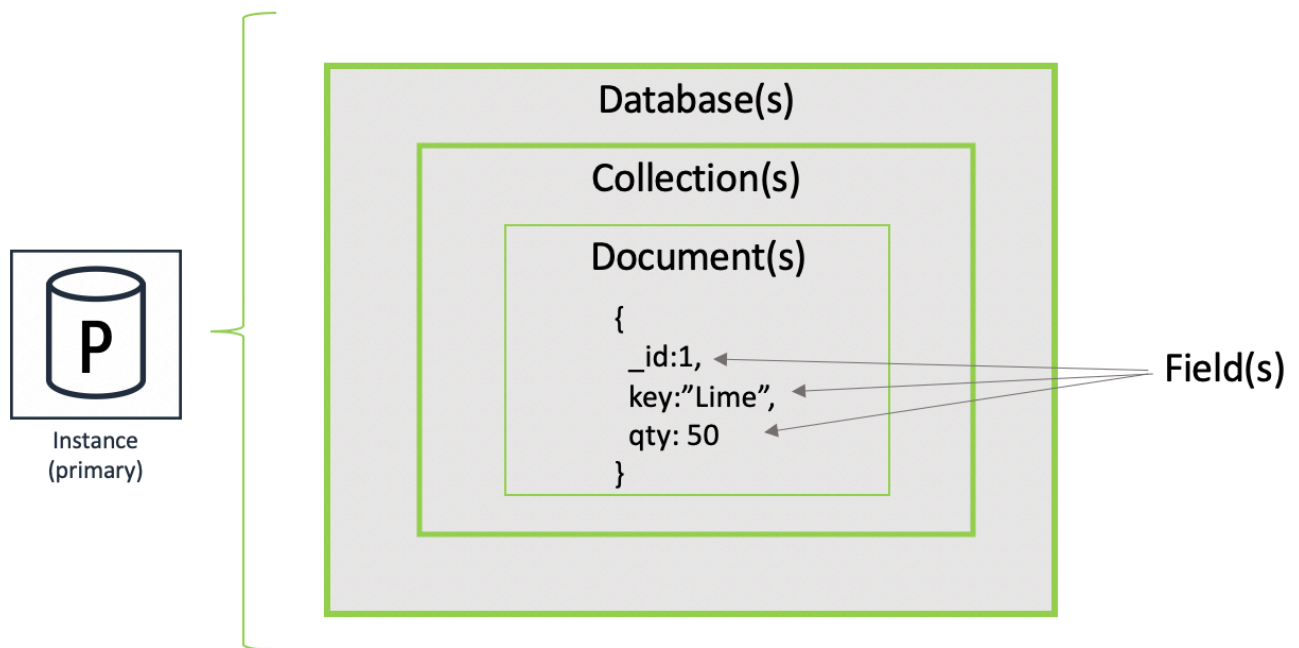 Database(s)
Collection(s)
Document(s)
{
_id:1,
key:”Lime”,
qty: 50
}
Field(s)
P
Instance
(primary)